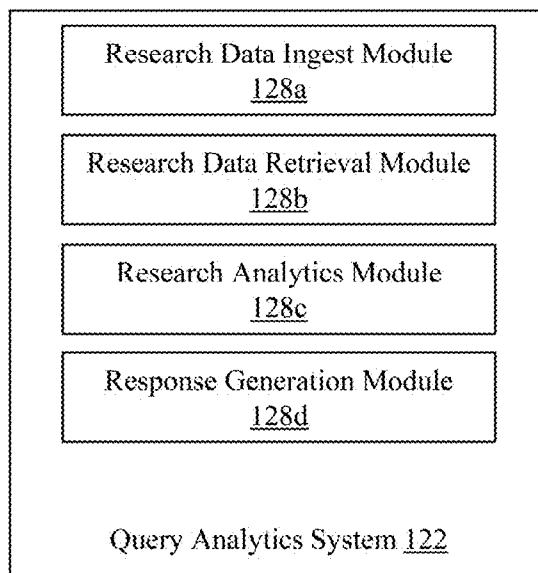 Research Data Ingest Module
128a
Research Data Retrieval Module
128b
Research Analytics Module
128c
Response Generation Module
128d
Query Analytics System 122